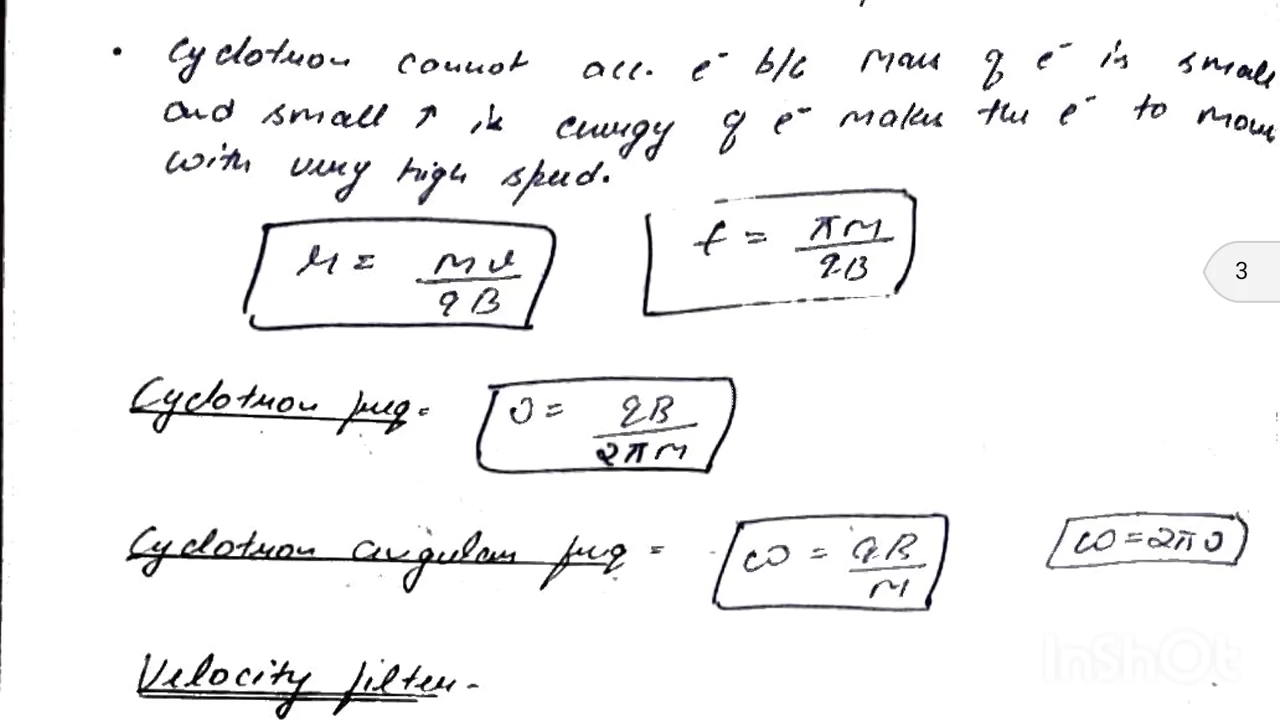 • Cyclotron cannot acc. e⁻ b/c mass of e⁻ is small
and small ↑ in energy of e⁻ makes the e⁻ to move
with very high speed.
r = mv/qB
t = πm/qB
3
Cyclotron freq = υ = qB/2πm
Cyclotron angular freq = ω = qB/m ω = 2πυ
Velocity filter -
InShOt